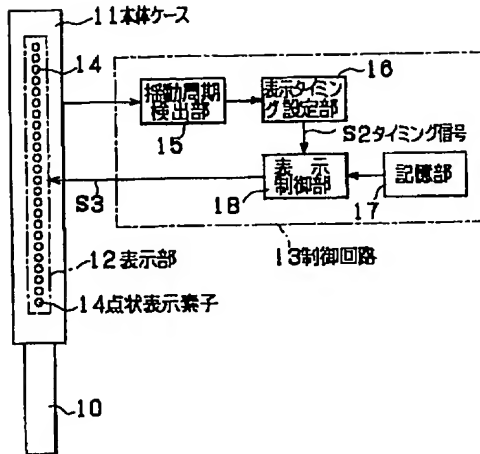 11本体ケース
14
16
揺動周期
検出部
15
表示タイミン
グ設定部
S2タイミング信号
表示
制御部
18
記憶部
17
S3
13制御回路
12表示部
14点状表示素子
10